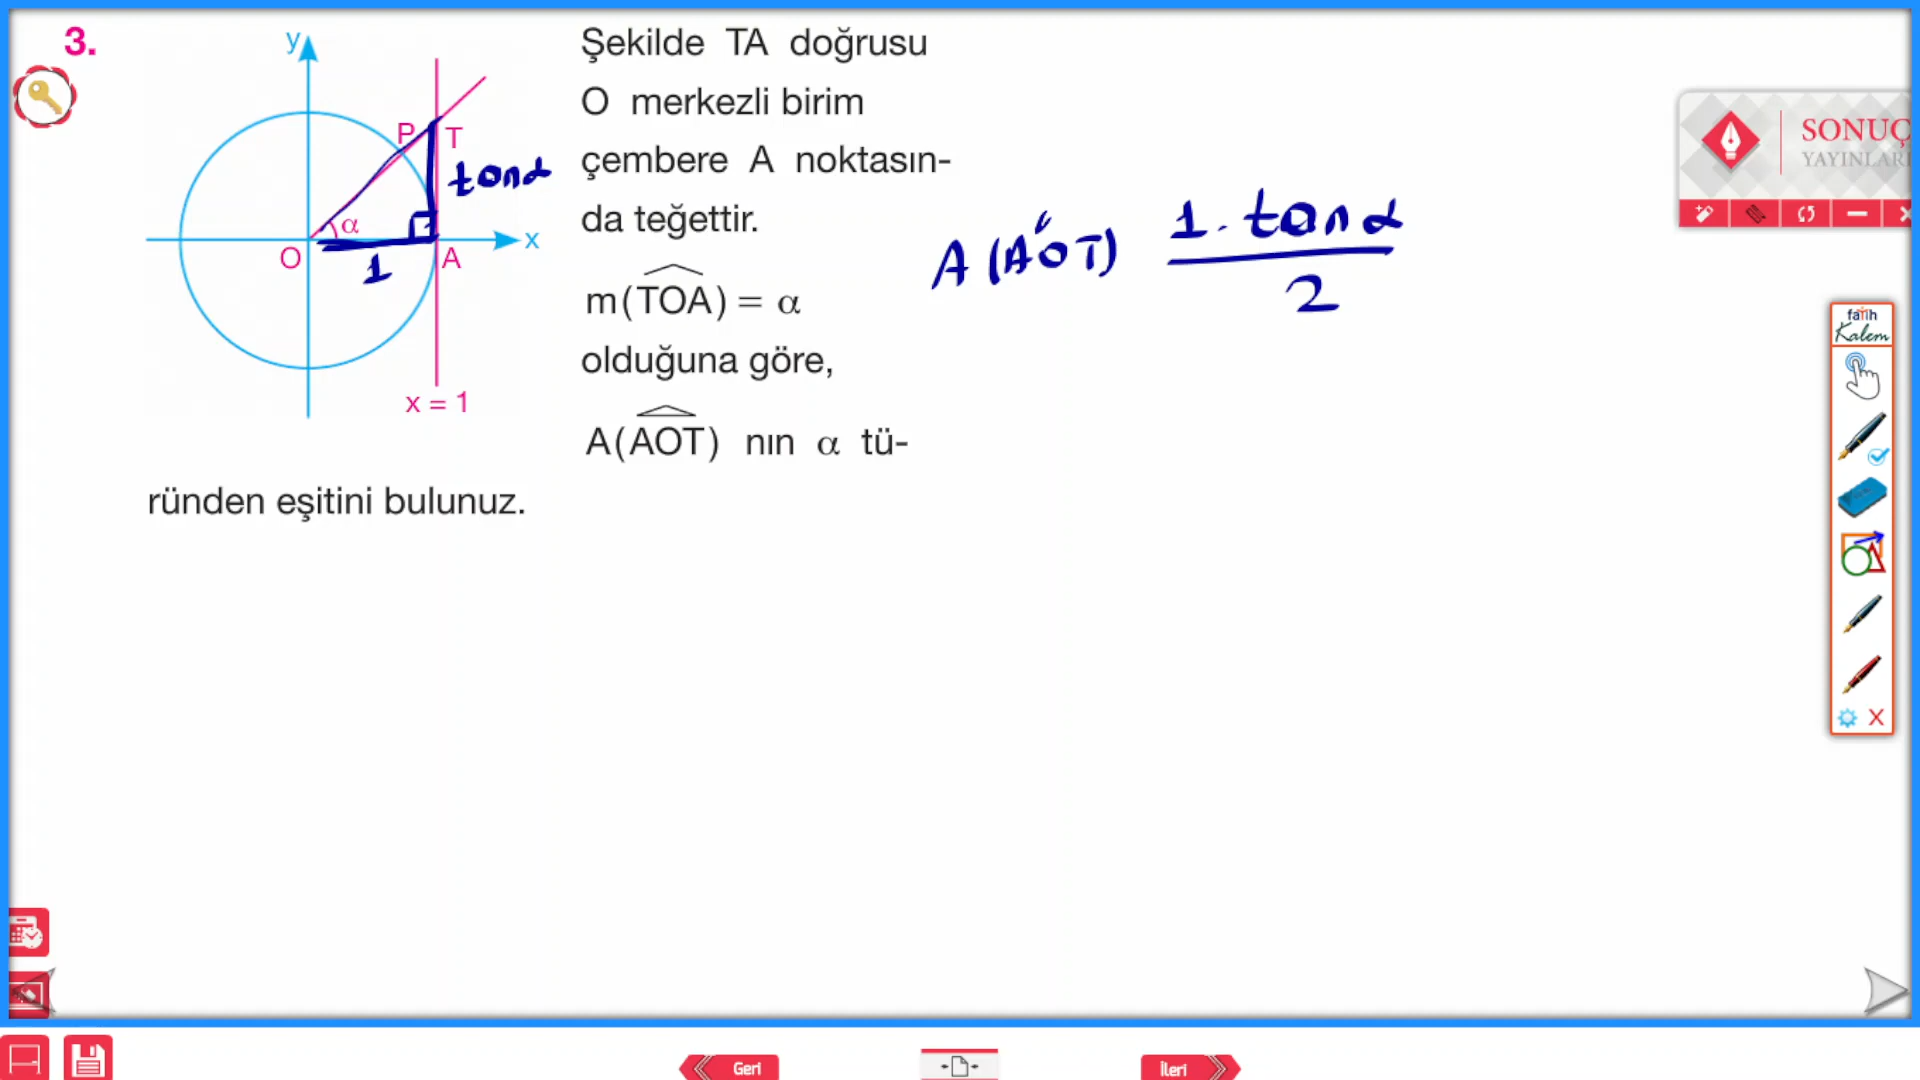 3.
y
P
T
tanα
α
O
1
A
x
x = 1
Şekilde TA doğrusu
O merkezli birim
çembere A noktasın-
da teğettir.
m(TOA) = α
olduğuna göre,
A(AOT) nın α tü-
ründen eşitini bulunuz.
A(AOT) 1.tanα
2
SONUÇ
YAYINLARI
fatih
Kalem
X
Geri
İleri